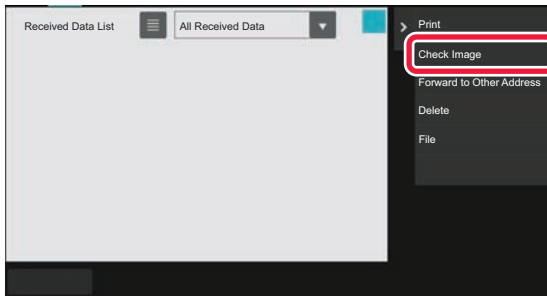 Received Data List
All Received Data
Print
Check Image
Forward to Other Address
Delete
File